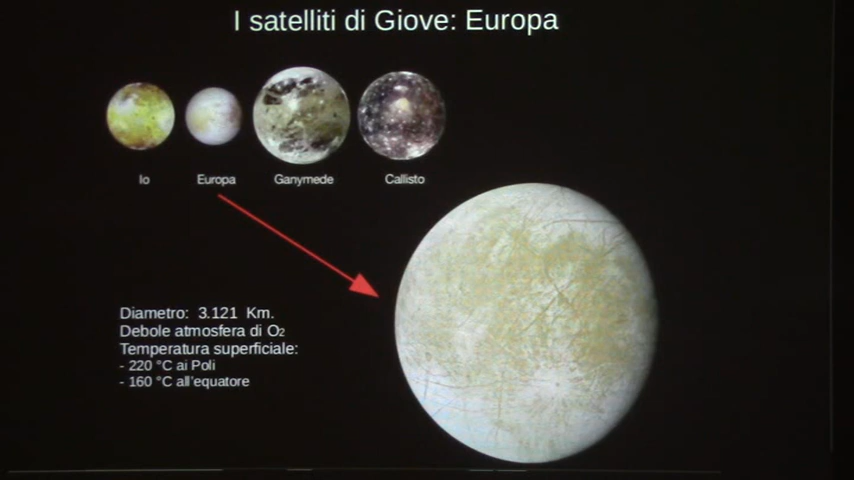 I satelliti di Giove: Europa
Io Europa Ganymede Callisto
Diametro: 3.121 Km.
Debole atmosfera di O2
Temperatura superficiale:
- 220 °C ai Poli
- 160 °C all'equatore